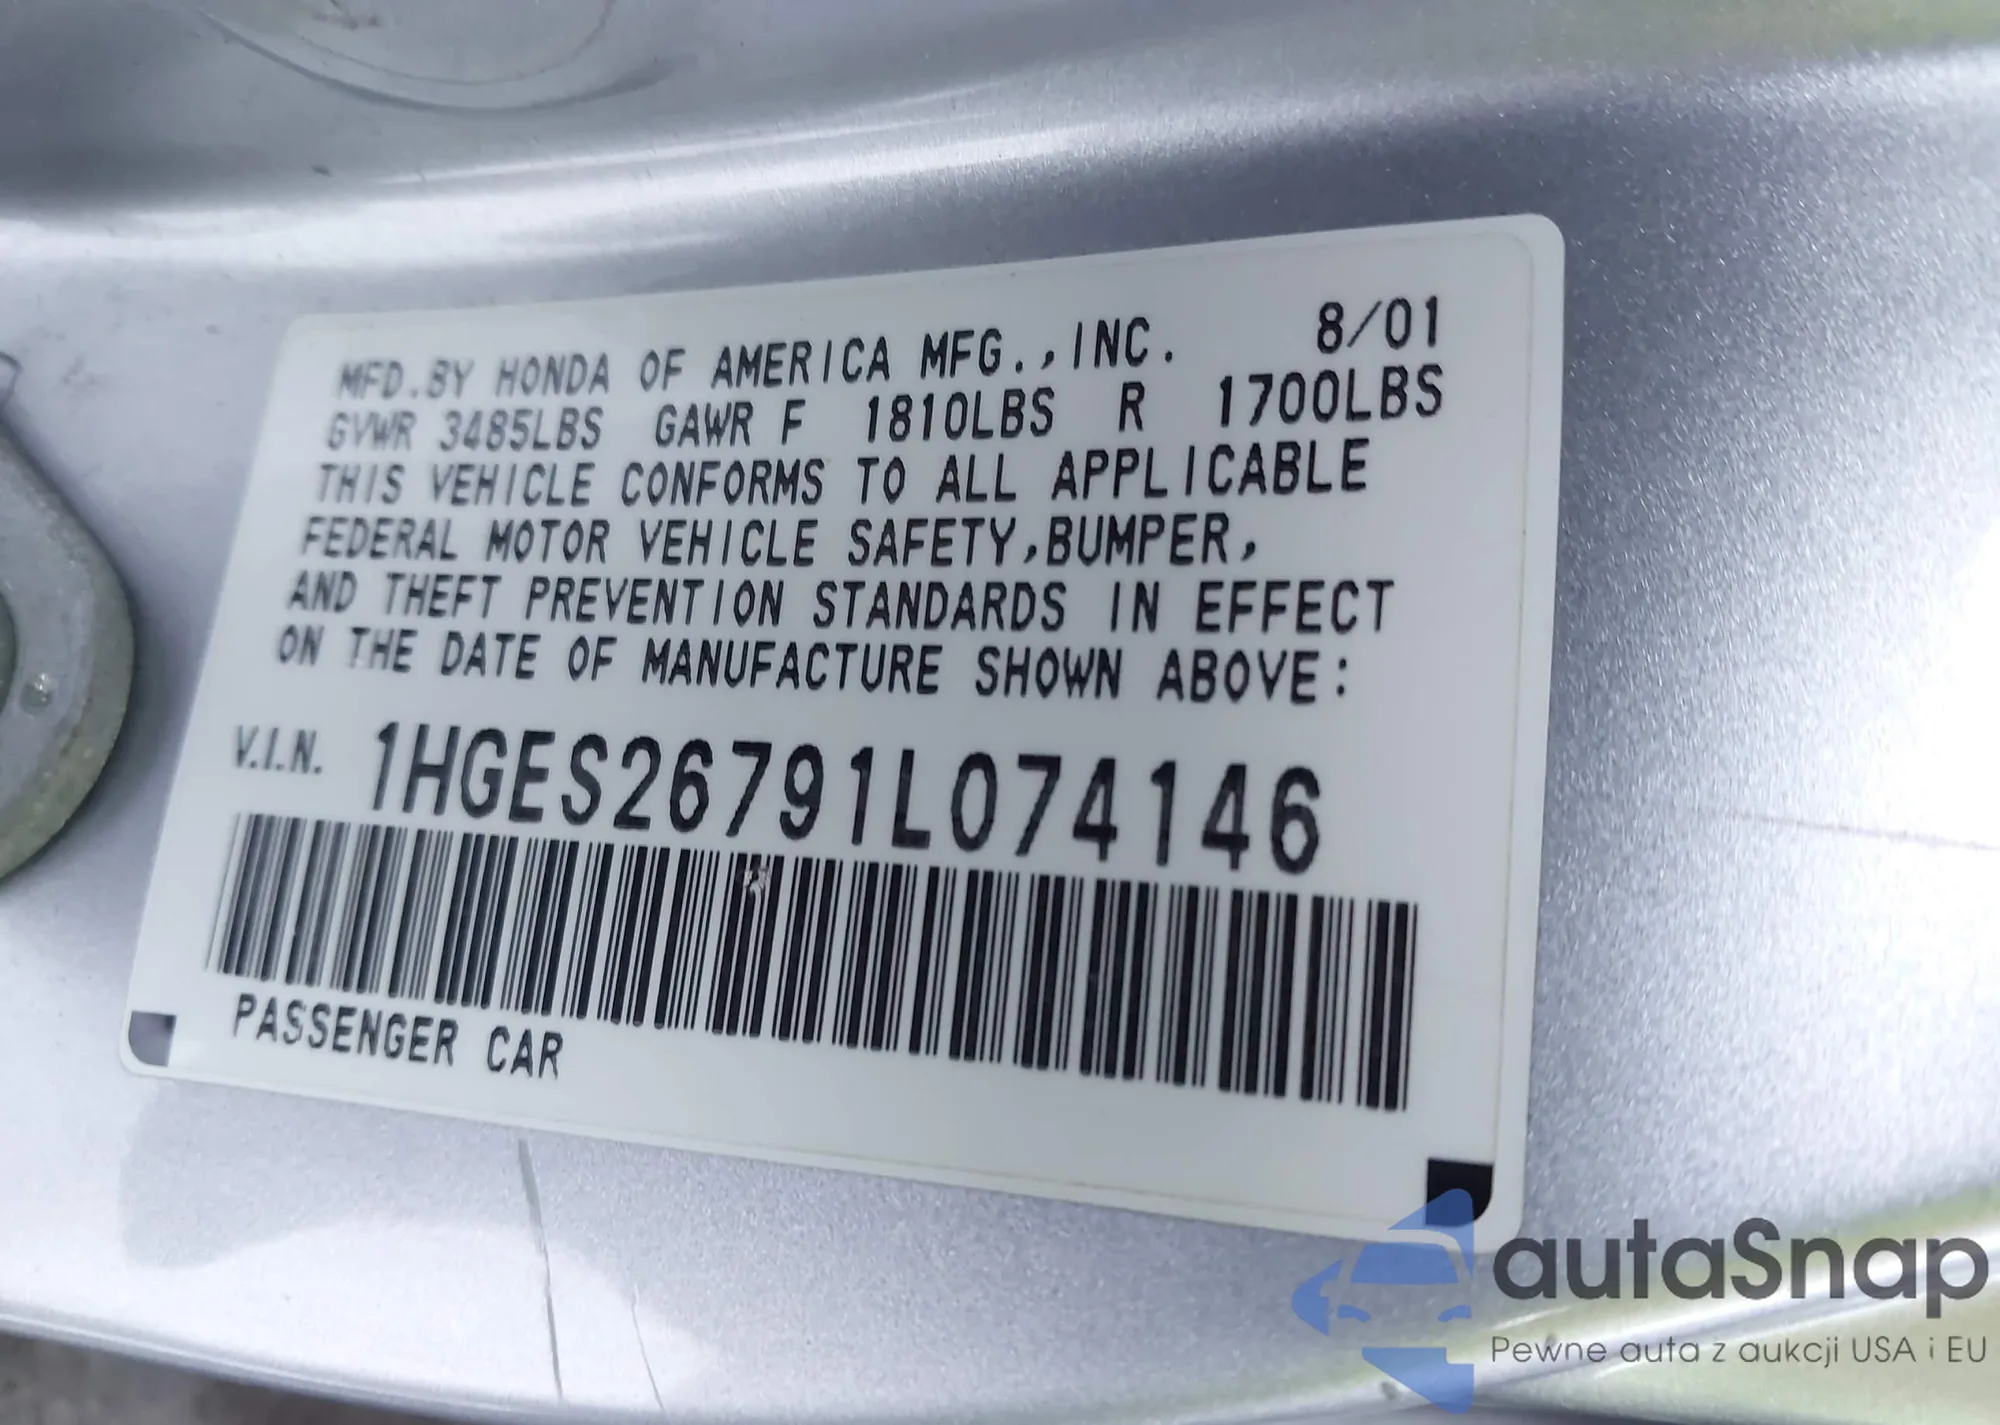 MFD.BY HONDA OF AMERICA MFG.,INC. 8/01
GVWR 3485LBS GAWR F 1810LBS R 1700LBS
THIS VEHICLE CONFORMS TO ALL APPLICABLE
FEDERAL MOTOR VEHICLE SAFETY,BUMPER,
AND THEFT PREVENTION STANDARDS IN EFFECT
ON THE DATE OF MANUFACTURE SHOWN ABOVE:
V.I.N. 1HGES26791L074146
PASSENGER CAR
autaSnap
Pewne auta z aukcji USA i EU